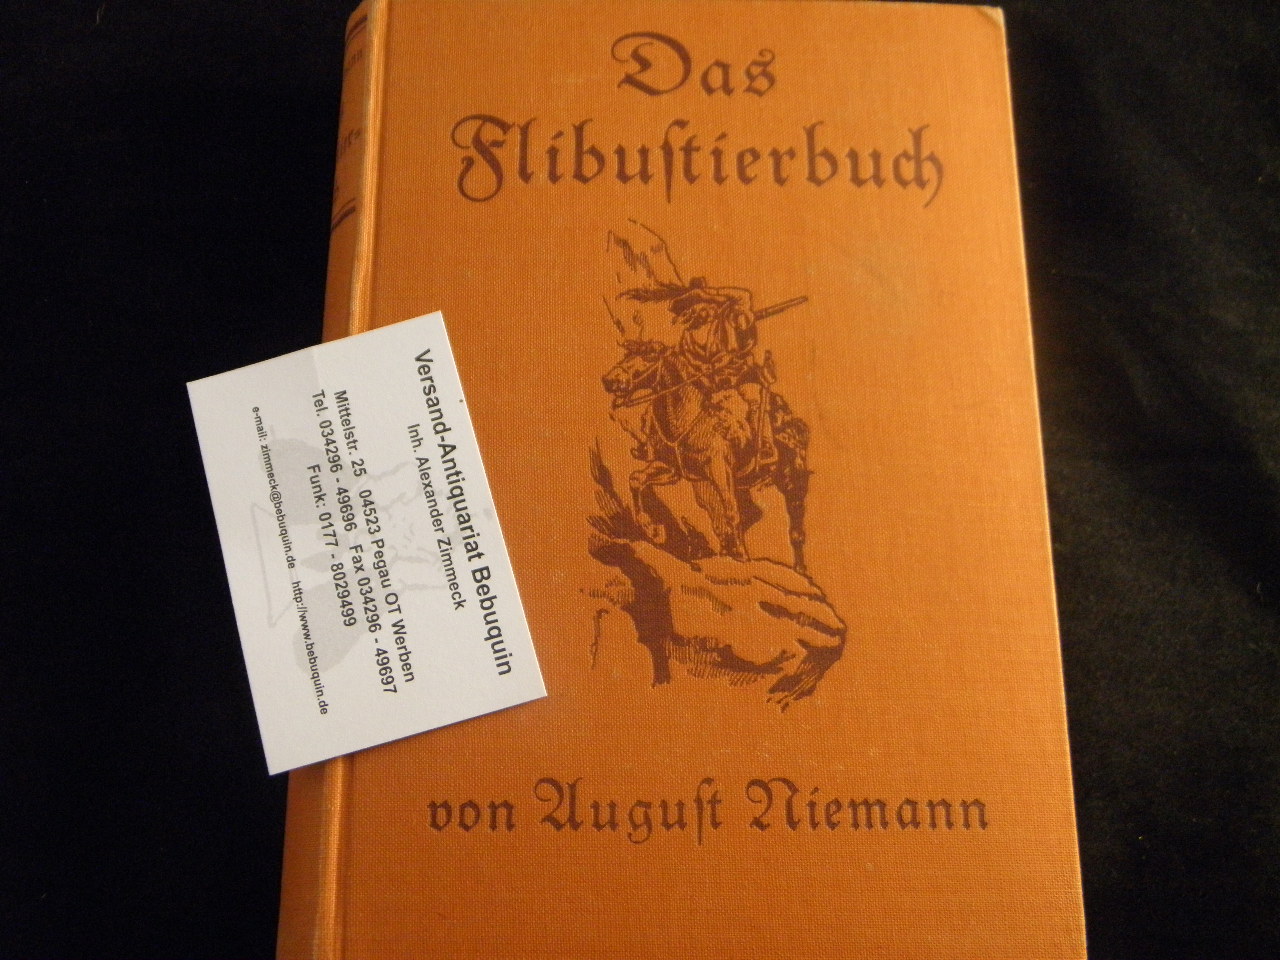 Das
Flibuſtierbuch
von Auguſt Niemann
Versand-Antiquariat Bebuquin
Inh. Alexander Zimmeck
Mittelstr. 25 04523 Pegau OT Werben
Tel. 034296 - 49696 Fax 034296 - 49697
Funk: 0177 - 8029499
e-mail: zimmeck@bebuquin.de http://www.bebuquin.de